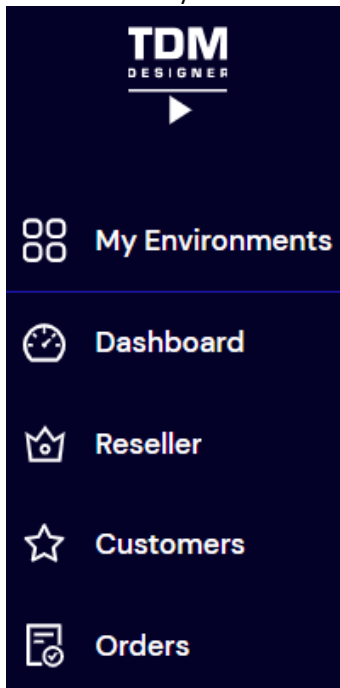 TDM
DESIGNER
My Environments
Dashboard
Reseller
Customers
Orders